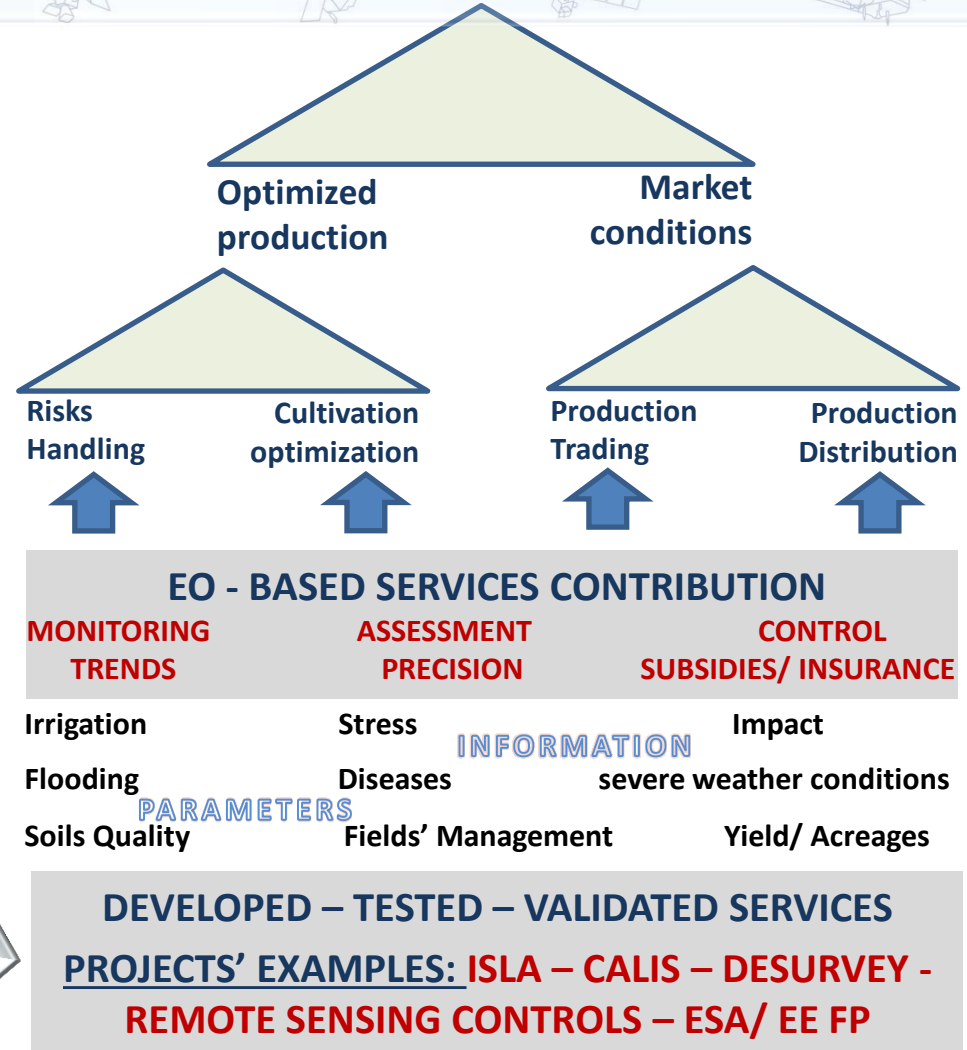 Optimized
production
Market
conditions
Risks
Handling
Cultivation
optimization
Production
Trading
Production
Distribution
EO - BASED SERVICES CONTRIBUTION
MONITORING
TRENDS
ASSESSMENT
PRECISION
CONTROL
SUBSIDIES/ INSURANCE
Irrigation
Stress
INFORMATION
Impact
Flooding
Diseases
severe weather conditions
PARAMETERS
Soils Quality
Fields’ Management
Yield/ Acreages
DEVELOPED – TESTED – VALIDATED SERVICES
PROJECTS’ EXAMPLES: ISLA – CALIS – DESURVEY -
REMOTE SENSING CONTROLS – ESA/ EE FP